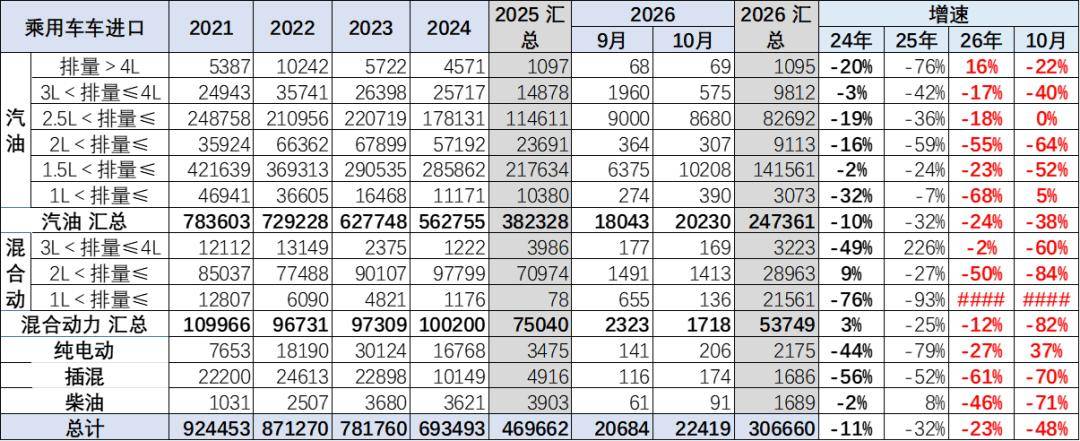 乘用车车进口 2021 2022 2023 2024 2025 汇总 2026 2026 汇总 增速
9月 10月 24年 25年 26年 10月
汽油 排量＞4L 5387 10242 5722 4571 1097 68 69 1095 -20% -76% 16% -22%
3L＜排量≤4L 24943 35741 26398 25717 14878 1960 575 9812 -3% -42% -17% -40%
2.5L＜排量≤ 248758 210956 220719 178131 114611 9000 8680 82692 -19% -36% -18% 0%
2L＜排量≤ 35924 66362 67899 57192 23691 364 307 9113 -16% -59% -55% -64%
1.5L＜排量≤ 421639 369313 290535 285862 217634 6375 10208 141561 -2% -24% -23% -52%
1L＜排量≤ 46941 36605 16468 11171 10380 274 390 3073 -32% -7% -68% 5%
汽油 汇总 783603 729228 627748 562755 382328 18043 20230 247361 -10% -32% -24% -38%
混合动 3L＜排量≤4L 12112 13149 2375 1222 3986 177 169 3223 -49% 226% -2% -60%
2L＜排量≤ 85037 77488 90107 97799 70974 1491 1413 28963 9% -27% -50% -84%
1L＜排量≤ 12807 6090 4821 1176 78 655 136 21561 -76% -93% #### ####
混合动力 汇总 109966 96731 97309 100200 75040 2323 1718 53749 3% -25% -12% -82%
纯电动 7653 18190 30124 16768 3475 141 206 2175 -44% -79% -27% 37%
插混 22200 24613 22898 10149 4916 116 174 1686 -56% -52% -61% -70%
柴油 1031 2507 3680 3621 3903 61 91 1689 -2% 8% -46% -71%
总计 924453 871270 781760 693493 469662 20684 22419 306660 -11% -32% -23% -48%